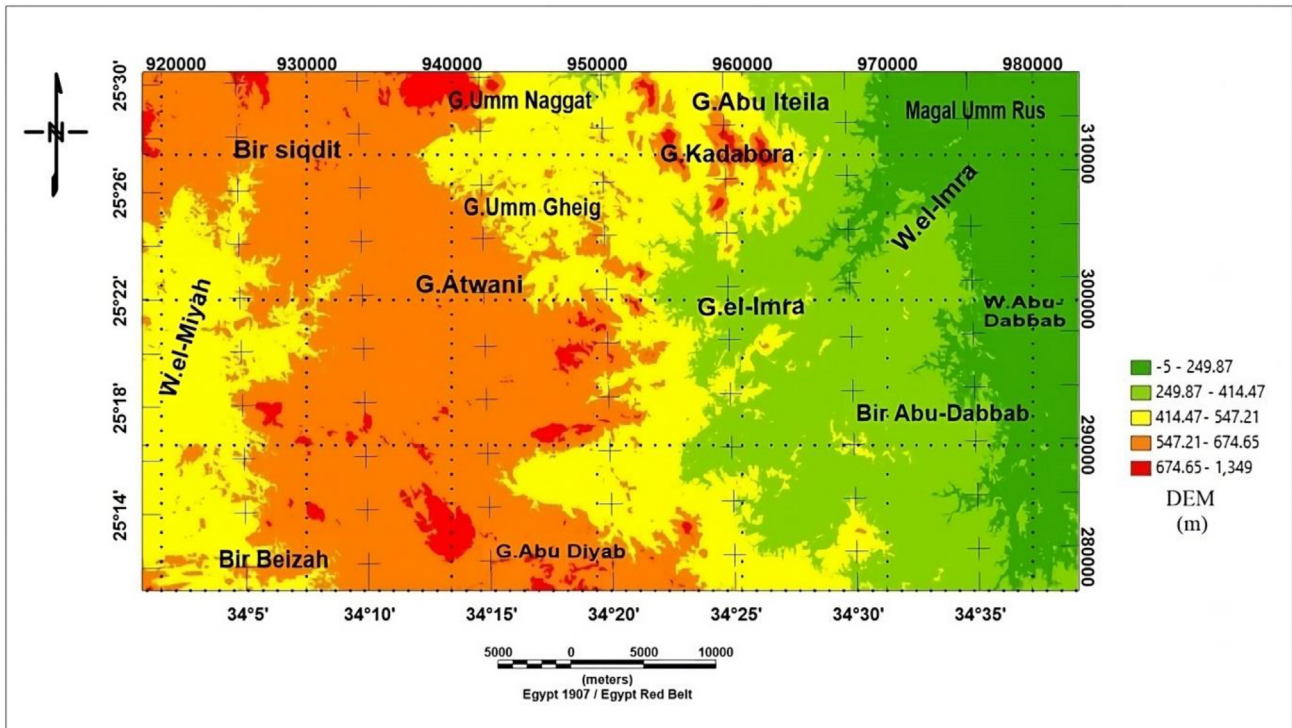 920000 930000 940000 950000 960000 970000 980000
25°30'
25°26'
25°22'
25°18'
25°14'
310000
300000
290000
280000
N
G.Umm Naggat
G.Abu Iteila
Magal Umm Rus
Bir siqdit
G.Kadabora
G.Umm Gheig
W.el-Imra
G.Atwani
W.el-Miyah
G.el-Imra
W.Abu-
Dabbab
Bir Abu-Dabbab
Bir Beizah
G.Abu Diyab
34°5' 34°10' 34°15' 34°20' 34°25' 34°30' 34°35'
-5 - 249.87
249.87 - 414.47
414.47- 547.21
547.21- 674.65
674.65- 1,349
DEM
(m)
5000 0 5000 10000
(meters)
Egypt 1907 / Egypt Red Belt